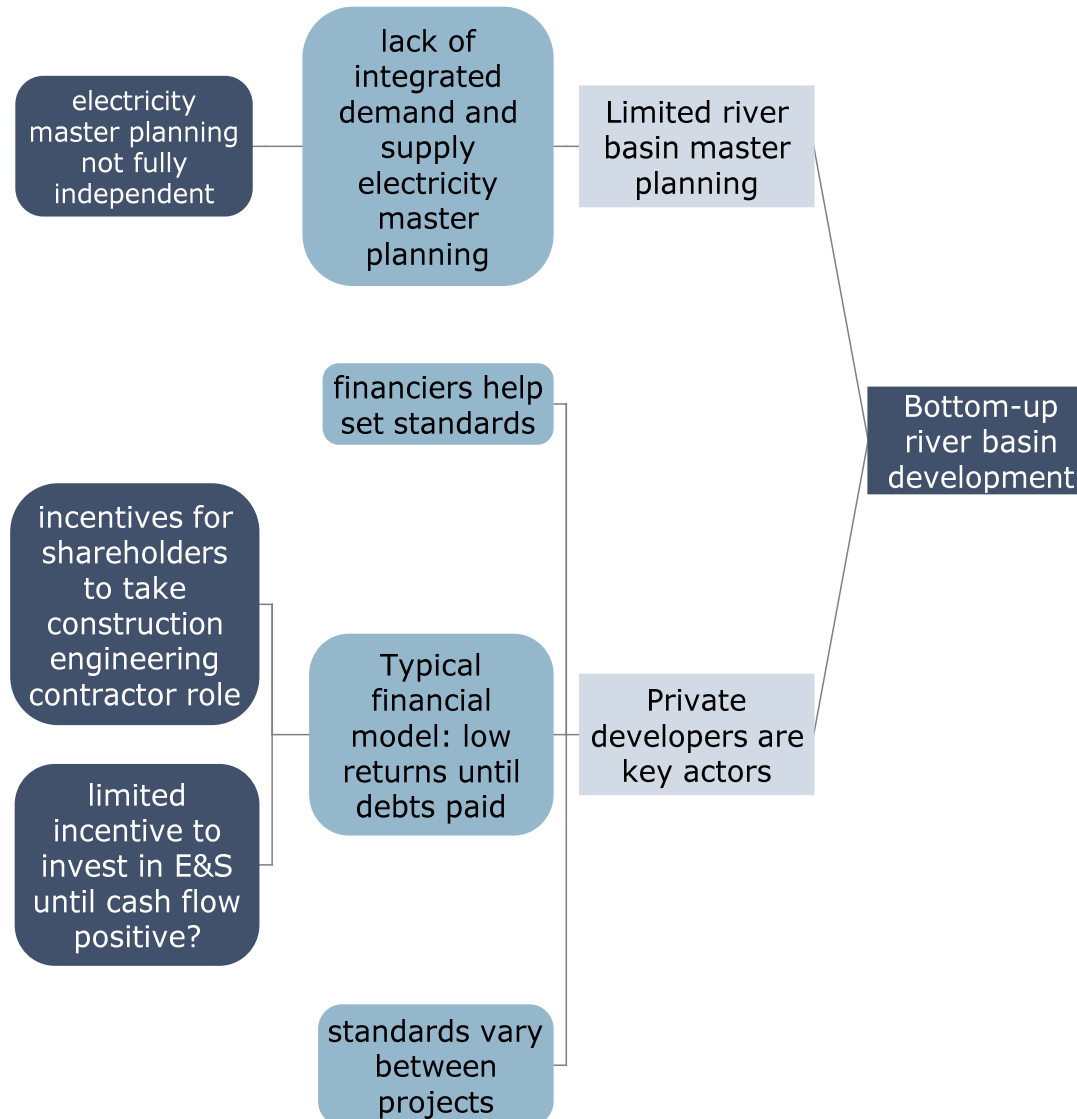 electricity
master planning
not fully
independent
lack of
integrated
demand and
supply
electricity
master
planning
Limited river
basin master
planning
financiers help
set standards
Bottom-up
river basin
development
incentives for
shareholders
to take
construction
engineering
contractor role
limited
incentive to
invest in E&S
until cash flow
positive?
Typical
financial
model: low
returns until
debts paid
Private
developers are
key actors
standards vary
between
projects